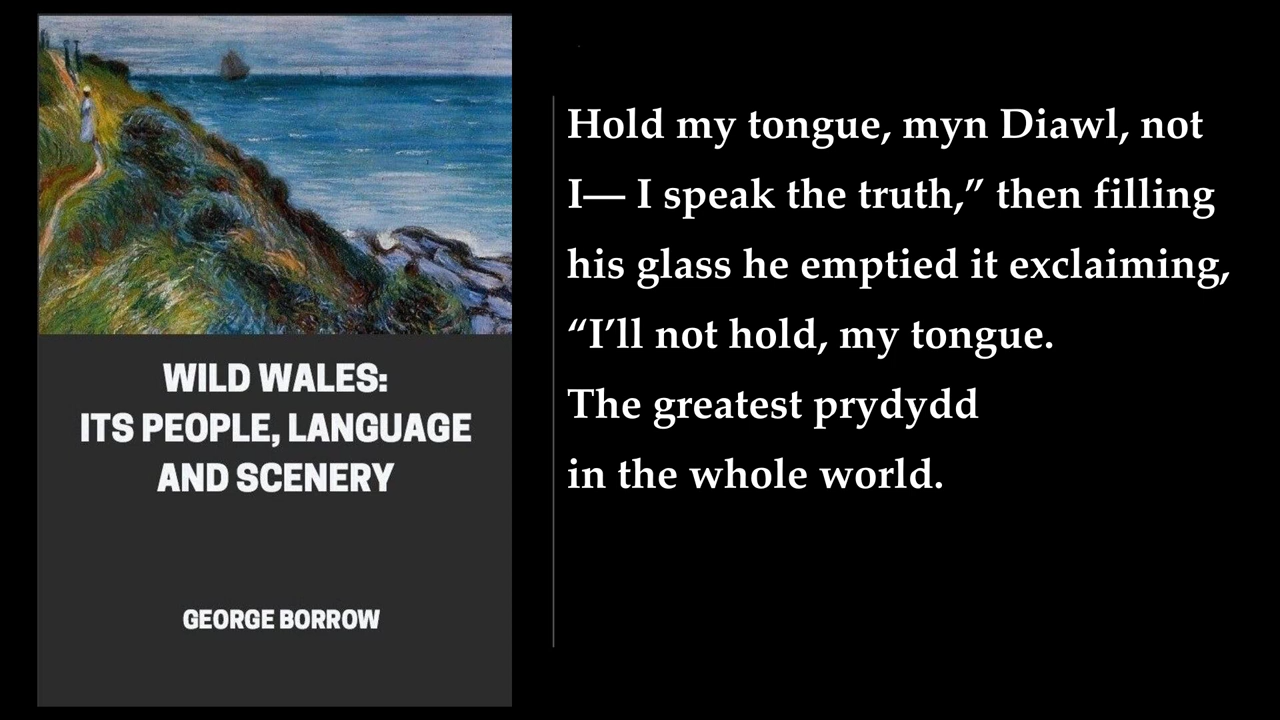 WILD WALES:
ITS PEOPLE, LANGUAGE
AND SCENERY
GEORGE BORROW
Hold my tongue, myn Diawl, not
I— I speak the truth,” then filling
his glass he emptied it exclaiming,
“I’ll not hold, my tongue.
The greatest prydydd
in the whole world.